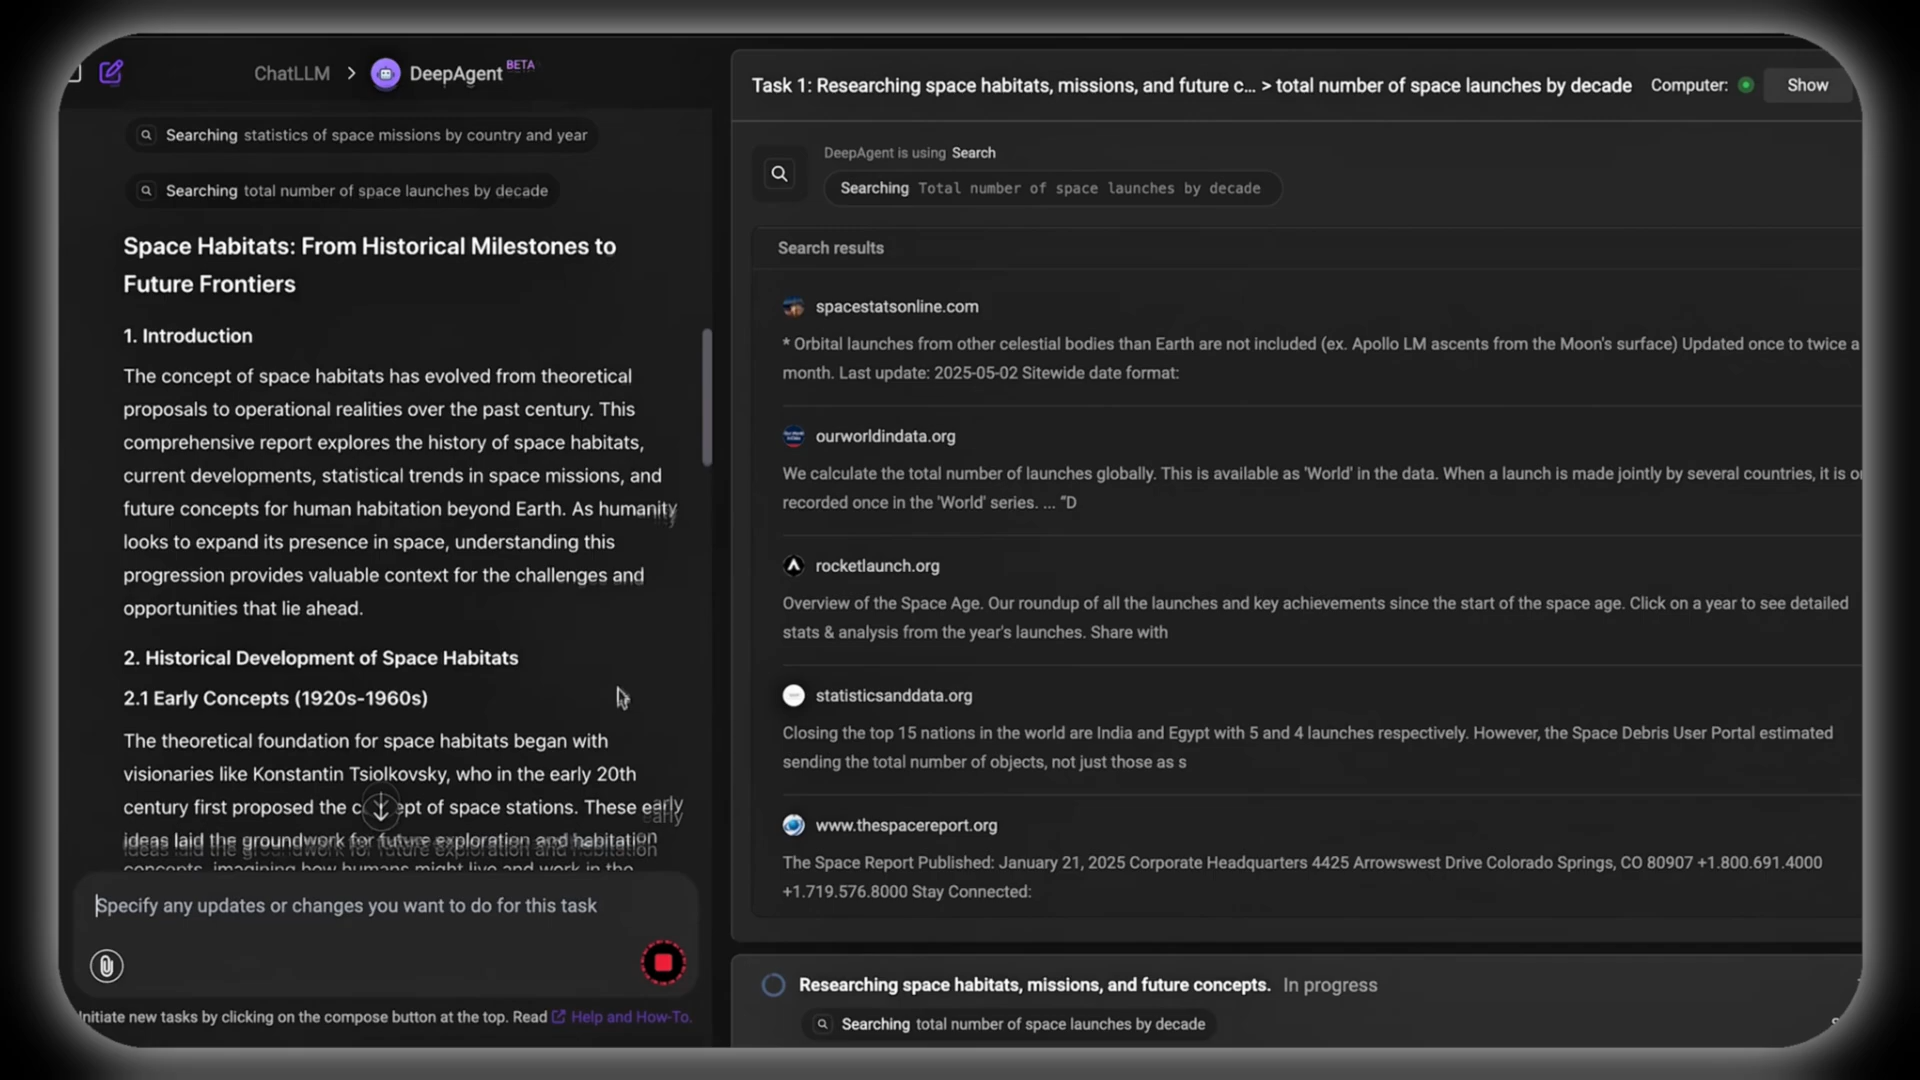 ChatLLM > DeepAgent BETA
Searching statistics of space missions by country and year
Searching total number of space launches by decade
Space Habitats: From Historical Milestones to
Future Frontiers
1. Introduction
The concept of space habitats has evolved from theoretical
proposals to operational realities over the past century. This
comprehensive report explores the history of space habitats,
current developments, statistical trends in space missions, and
future concepts for human habitation beyond Earth. As humanity
looks to expand its presence in space, understanding this
progression provides valuable context for the challenges and
opportunities that lie ahead.
2. Historical Development of Space Habitats
2.1 Early Concepts (1920s-1960s)
The theoretical foundation for space habitats began with
visionaries like Konstantin Tsiolkovsky, who in the early 20th
century first proposed the c ept of space stations. These early
ideas laid the groundwork for future exploration and habitation
concepts, imagining how humans might live and work in the
Specify any updates or changes you want to do for this task
Initiate new tasks by clicking on the compose button at the top. Read Help and How-To.
Task 1: Researching space habitats, missions, and future c... > total number of space launches by decade
Computer: Show
DeepAgent is using Search
Searching Total number of space launches by decade
Search results
spacestatsonline.com
* Orbital launches from other celestial bodies than Earth are not included (ex. Apollo LM ascents from the Moon's surface) Updated once to twice a
month. Last update: 2025-05-02 Sitewide date format:
ourworldindata.org
We calculate the total number of launches globally. This is available as 'World' in the data. When a launch is made jointly by several countries, it is
recorded once in the 'World' series. ... "D
rocketlaunch.org
Overview of the Space Age. Our roundup of all the launches and key achievements since the start of the space age. Click on a year to see detailed
stats & analysis from the year's launches. Share with
statisticsanddata.org
Closing the top 15 nations in the world are India and Egypt with 5 and 4 launches respectively. However, the Space Debris User Portal estimated
sending the total number of objects, not just those as s
www.thespacereport.org
The Space Report Published: January 21, 2025 Corporate Headquarters 4425 Arrowswest Drive Colorado Springs, CO 80907 +1.800.691.4000
+1.719.576.8000 Stay Connected:
Researching space habitats, missions, and future concepts. In progress
Searching total number of space launches by decade